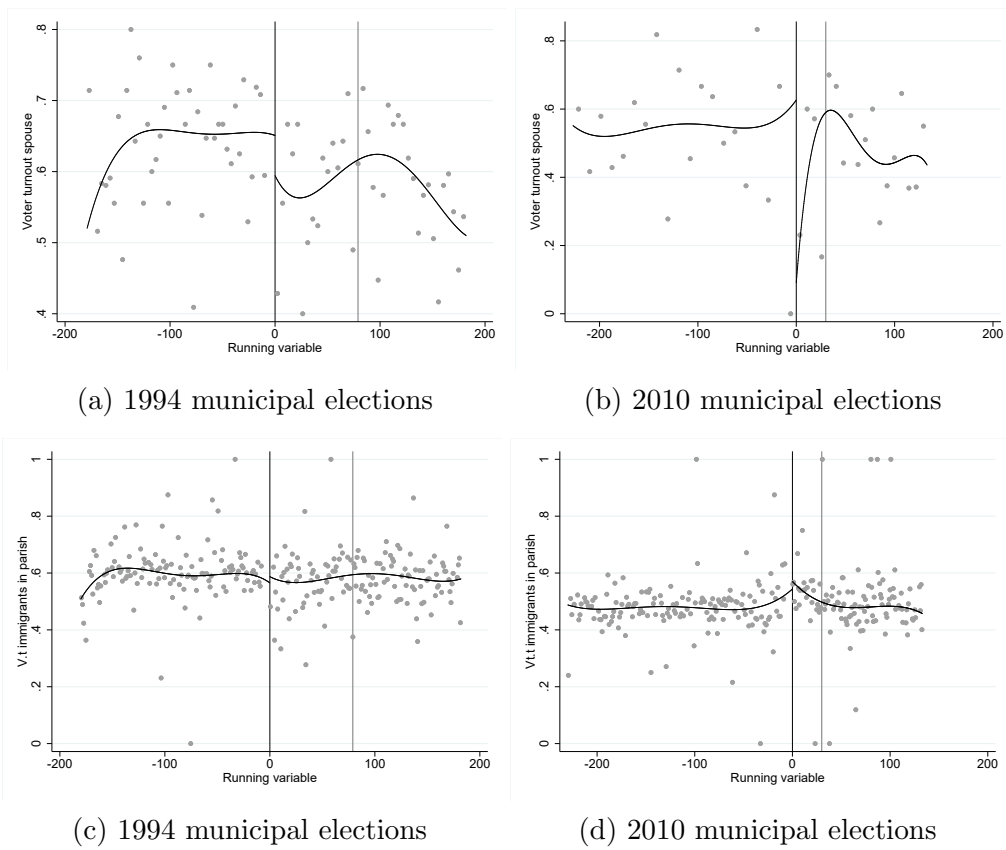 .8
.7
.6
.5
.4
Voter turnout spouse
-200 -100 0 100 200
Running variable
(a) 1994 municipal elections
.8
.6
.4
.2
0
Voter turnout spouse
-200 -100 0 100 200
Running variable
(b) 2010 municipal elections
1
.8
.6
.4
.2
0
V.t immigrants in parish
-200 -100 0 100 200
Running variable
(c) 1994 municipal elections
1
.8
.6
.4
.2
0
Vt.t immigrants in parish
-200 -100 0 100 200
Running variable
(d) 2010 municipal elections